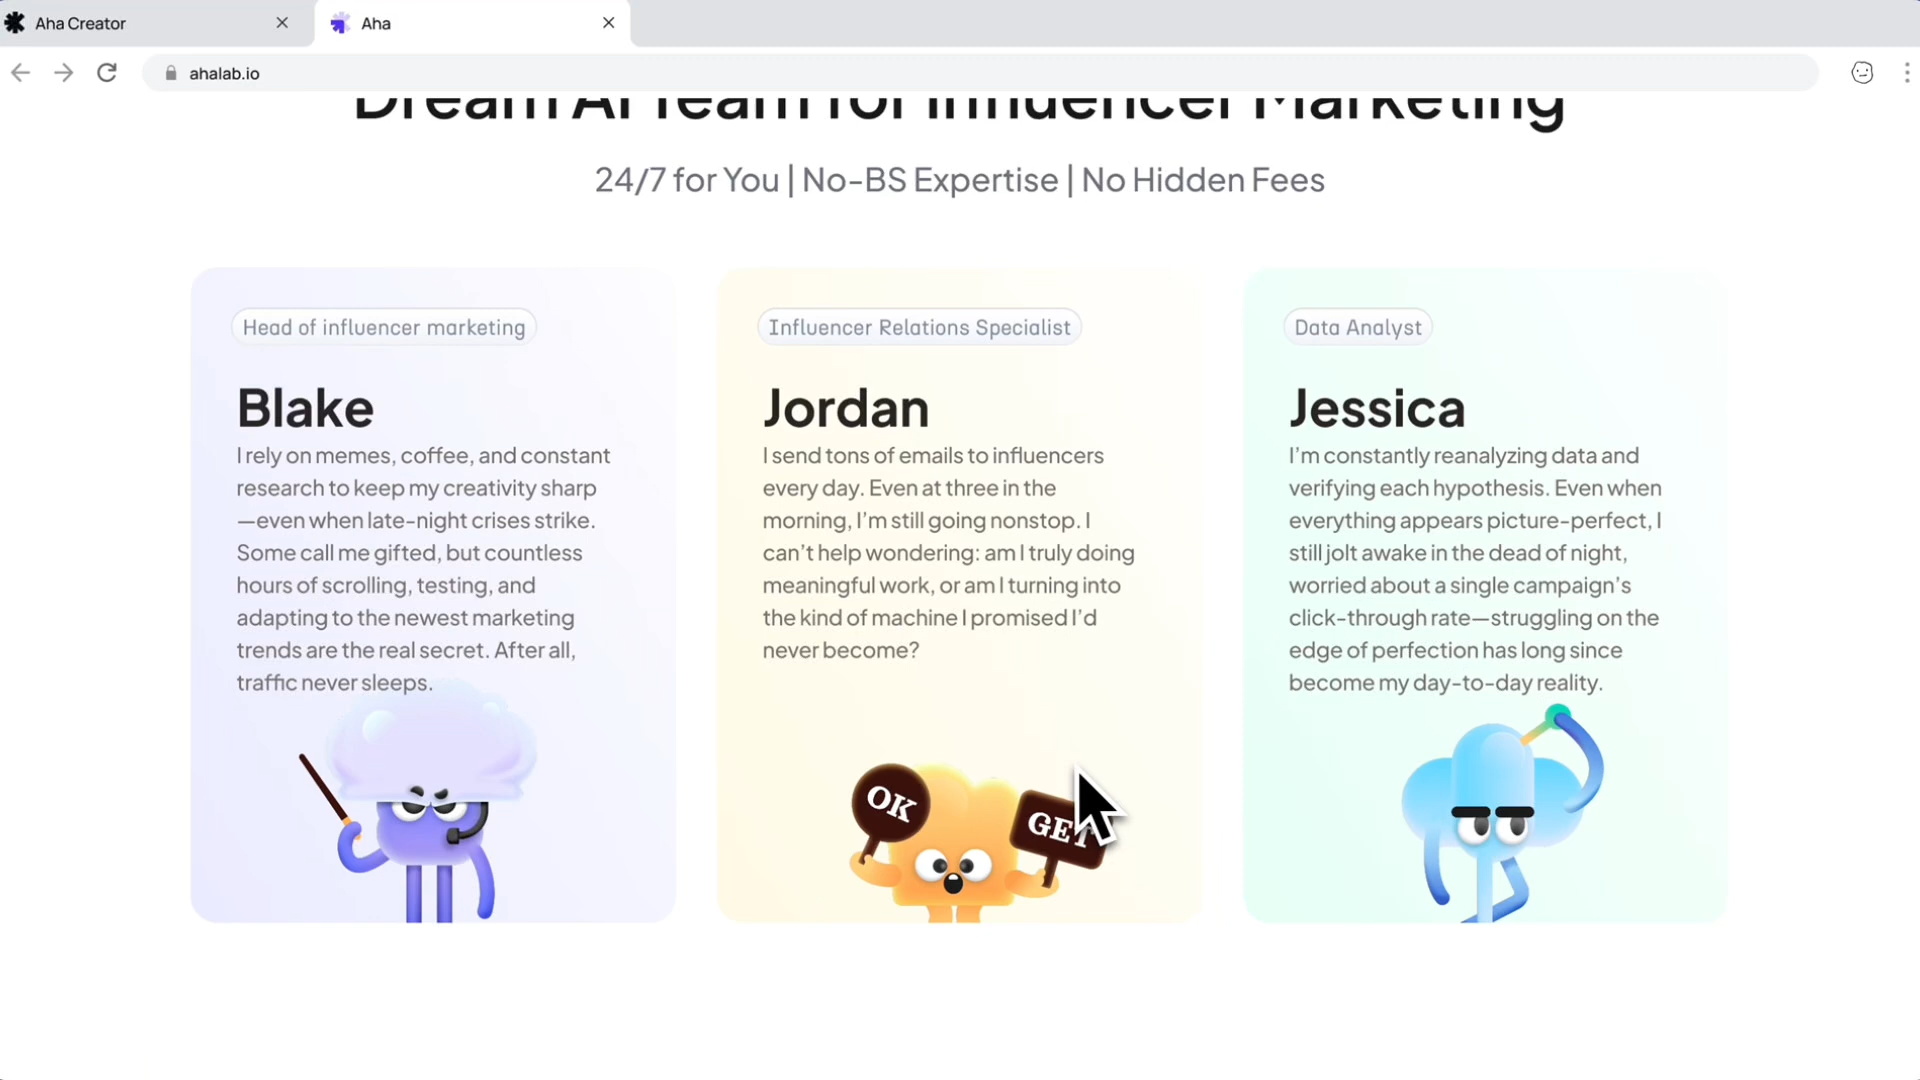 Aha Creator
Aha
ahalab.io
Dream AI Team for Influencer Marketing
24/7 for You | No-BS Expertise | No Hidden Fees
Head of influencer marketing
Blake
I rely on memes, coffee, and constant
research to keep my creativity sharp
—even when late-night crises strike.
Some call me gifted, but countless
hours of scrolling, testing, and
adapting to the newest marketing
trends are the real secret. After all,
traffic never sleeps.
Influencer Relations Specialist
Jordan
I send tons of emails to influencers
every day. Even at three in the
morning, I'm still going nonstop. I
can't help wondering: am I truly doing
meaningful work, or am I turning into
the kind of machine I promised I'd
never become?
OK
GET
Data Analyst
Jessica
I'm constantly reanalyzing data and
verifying each hypothesis. Even when
everything appears picture-perfect, I
still jolt awake in the dead of night,
worried about a single campaign's
click-through rate—struggling on the
edge of perfection has long since
become my day-to-day reality.